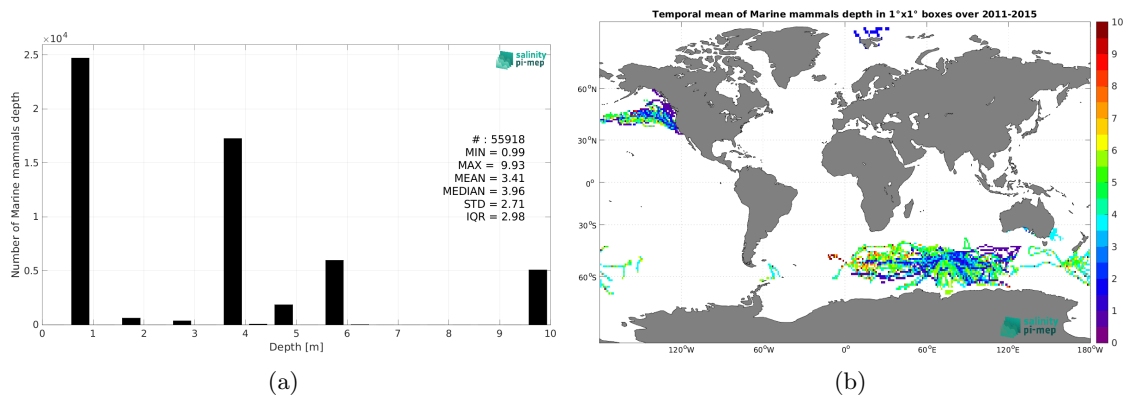 ×10⁴
2.5
2
1.5
1
0.5
0
0 1 2 3 4 5 6 7 8 9 10
Number of Marine mammals depth
Depth [m]
salinity
pi-mep
# : 55918
MIN = 0.99
MAX = 9.93
MEAN = 3.41
MEDIAN = 3.96
STD = 2.71
IQR = 2.98
(a)
Temporal mean of Marine mammals depth in 1°x1° boxes over 2011-2015
60°N
30°N
0°
30°S
60°S
120°W 60°W 0° 60°E 120°E 180°W
salinity
pi-mep
10
9
8
7
6
5
4
3
2
1
0
(b)